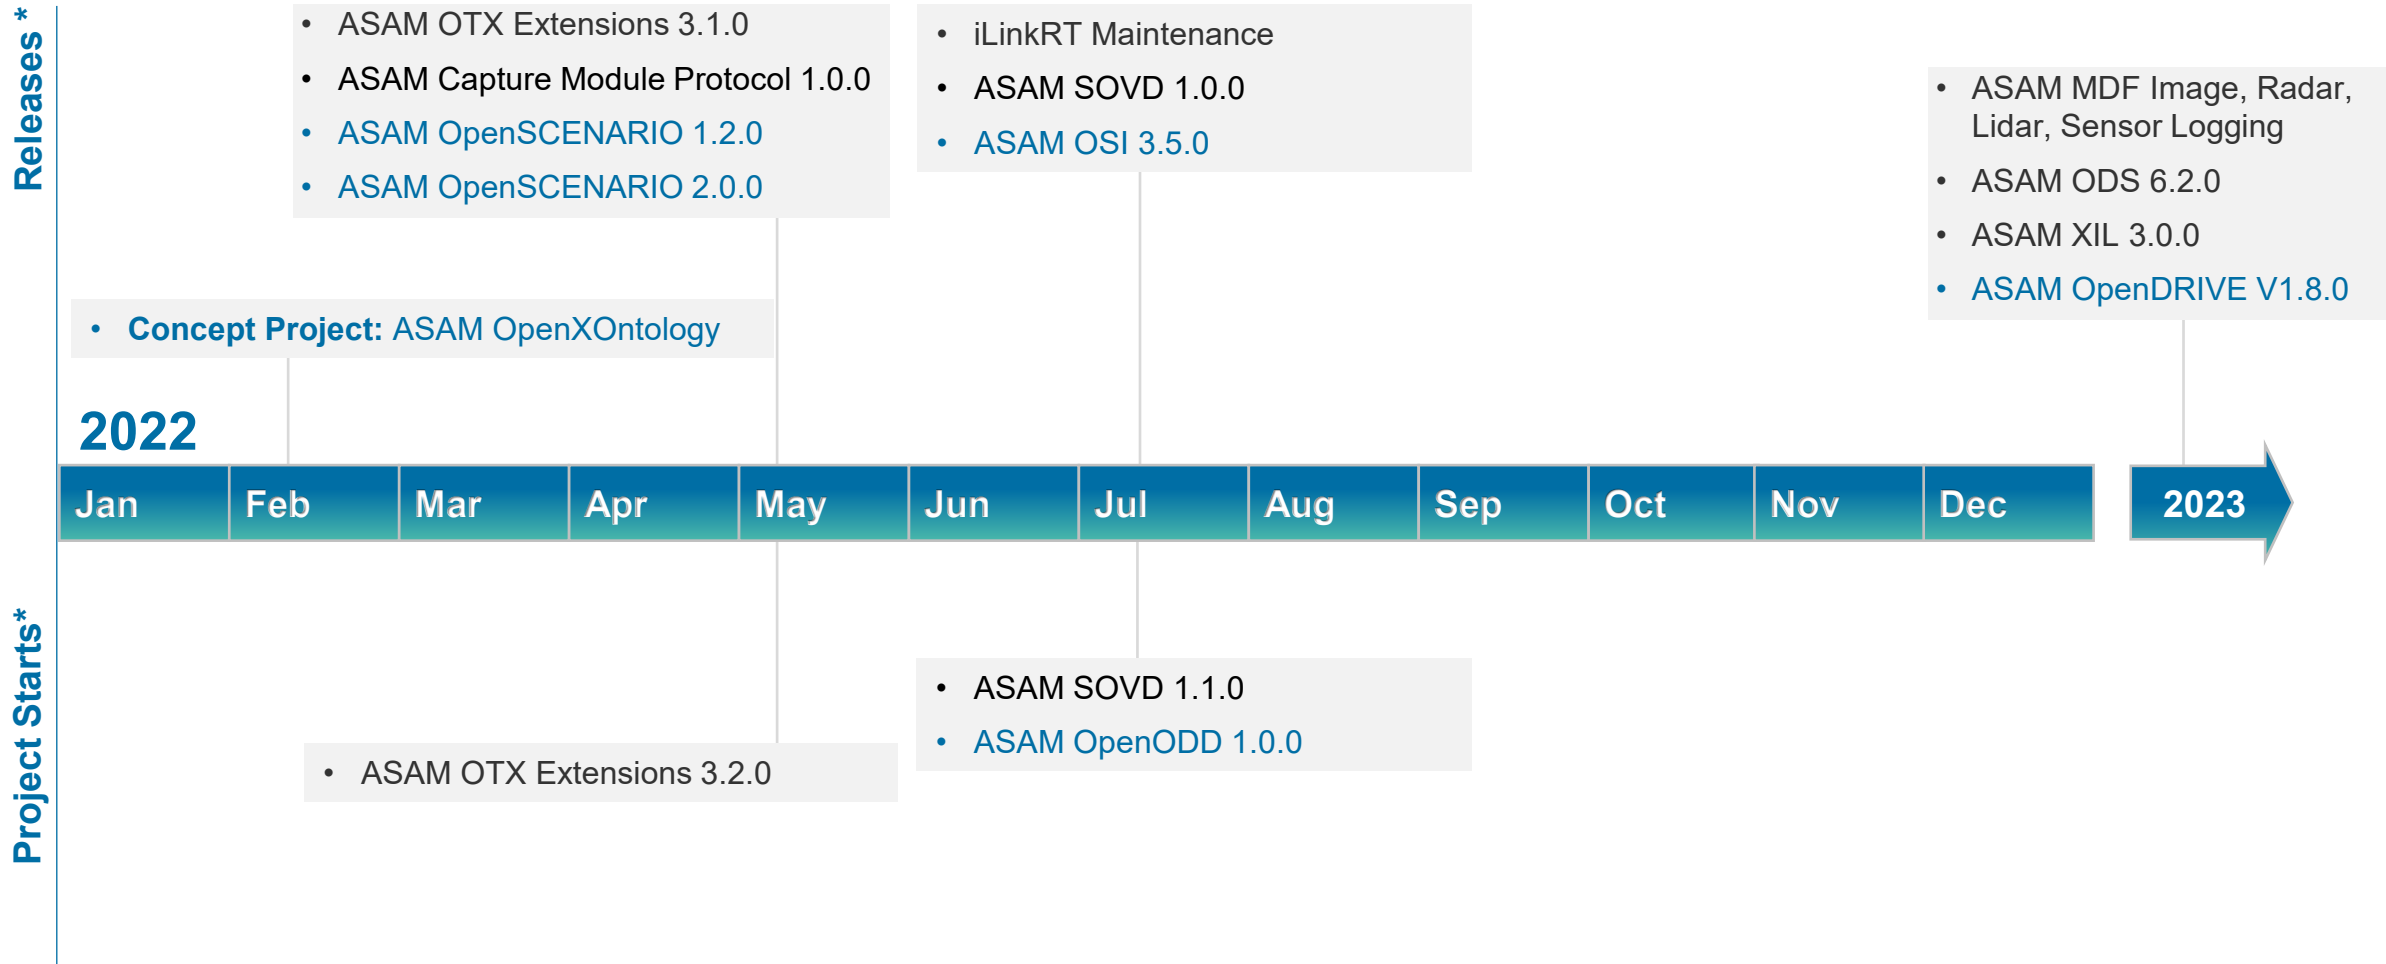 Releases *
• ASAM OTX Extensions 3.1.0
• ASAM Capture Module Protocol 1.0.0
• ASAM OpenSCENARIO 1.2.0
• ASAM OpenSCENARIO 2.0.0
• iLinkRT Maintenance
• ASAM SOVD 1.0.0
• ASAM OSI 3.5.0
• ASAM MDF Image, Radar,
Lidar, Sensor Logging
• ASAM ODS 6.2.0
• ASAM XIL 3.0.0
• ASAM OpenDRIVE V1.8.0
• Concept Project: ASAM OpenXOntology
2022
Jan Feb Mar Apr May Jun Jul Aug Sep Oct Nov Dec 2023
Project Starts*
• ASAM OTX Extensions 3.2.0
• ASAM SOVD 1.1.0
• ASAM OpenODD 1.0.0